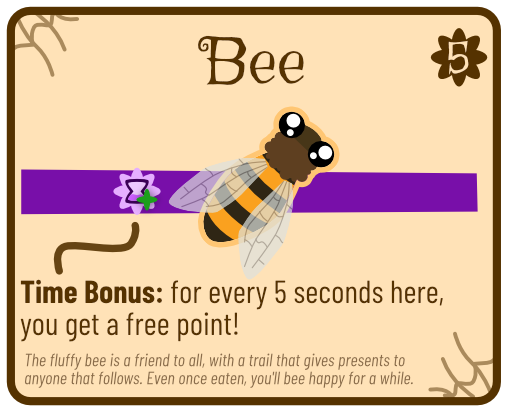 Bee
5
Time Bonus: for every 5 seconds here,
you get a free point!
The fluffy bee is a friend to all, with a trail that gives presents to
anyone that follows. Even once eaten, you'll bee happy for a while.